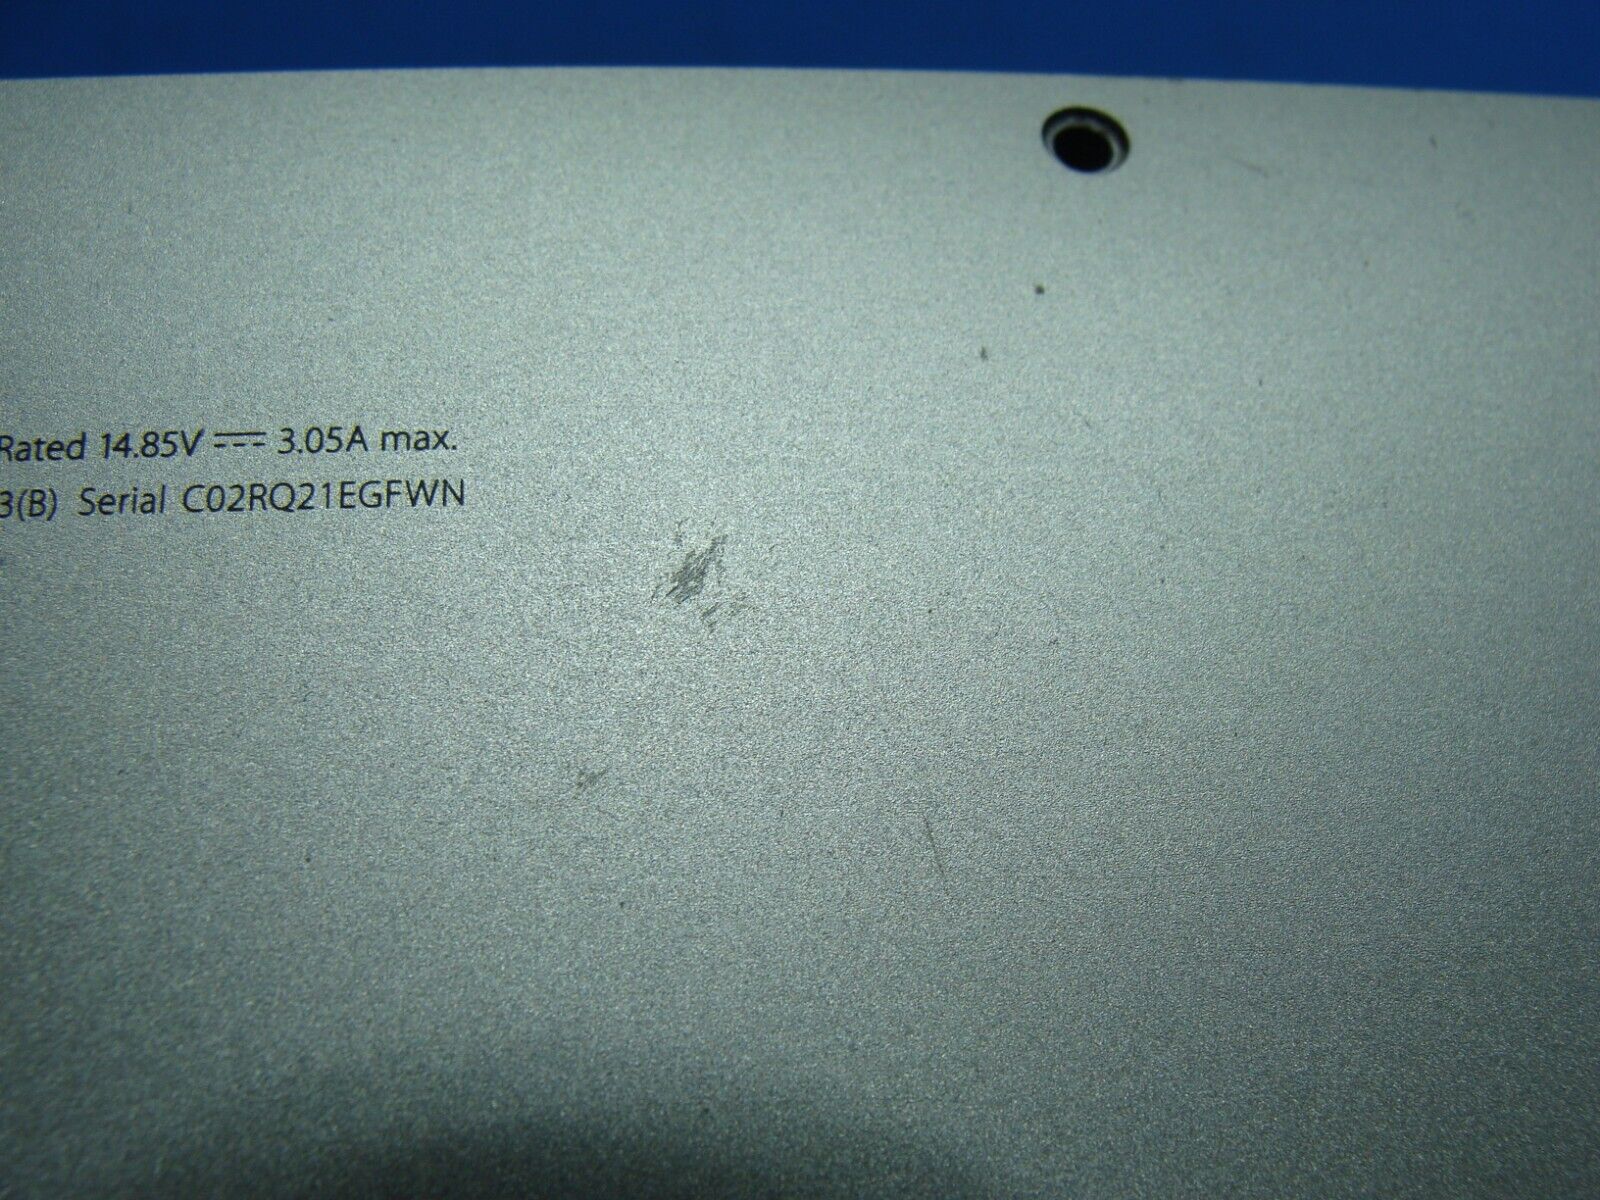 Rated 14.85V ⎓ 3.05A max.
3(B) Serial C02RQ21EGFWN